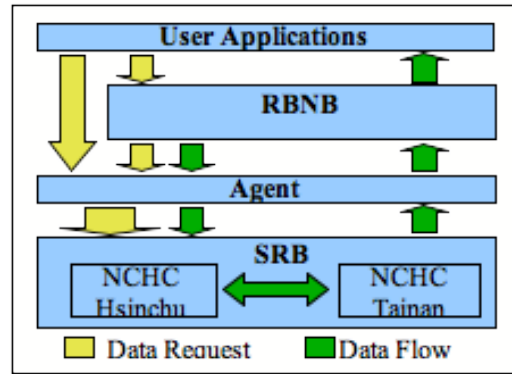 User Applications
RBNB
Agent
SRB
NCHC
Hsinchu
NCHC
Tainan
Data Request
Data Flow